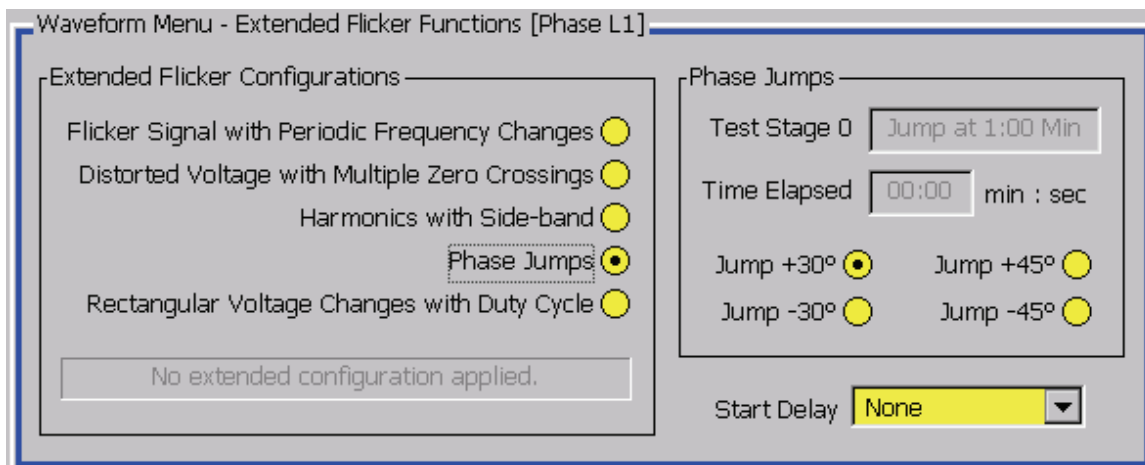 Waveform Menu - Extended Flicker Functions [Phase L1]
Extended Flicker Configurations
Flicker Signal with Periodic Frequency Changes
Distorted Voltage with Multiple Zero Crossings
Harmonics with Side-band
Phase Jumps
Rectangular Voltage Changes with Duty Cycle
No extended configuration applied.
Phase Jumps
Test Stage 0 Jump at 1:00 Min
Time Elapsed 00:00 min : sec
Jump +30º Jump +45º
Jump -30º Jump -45º
Start Delay None